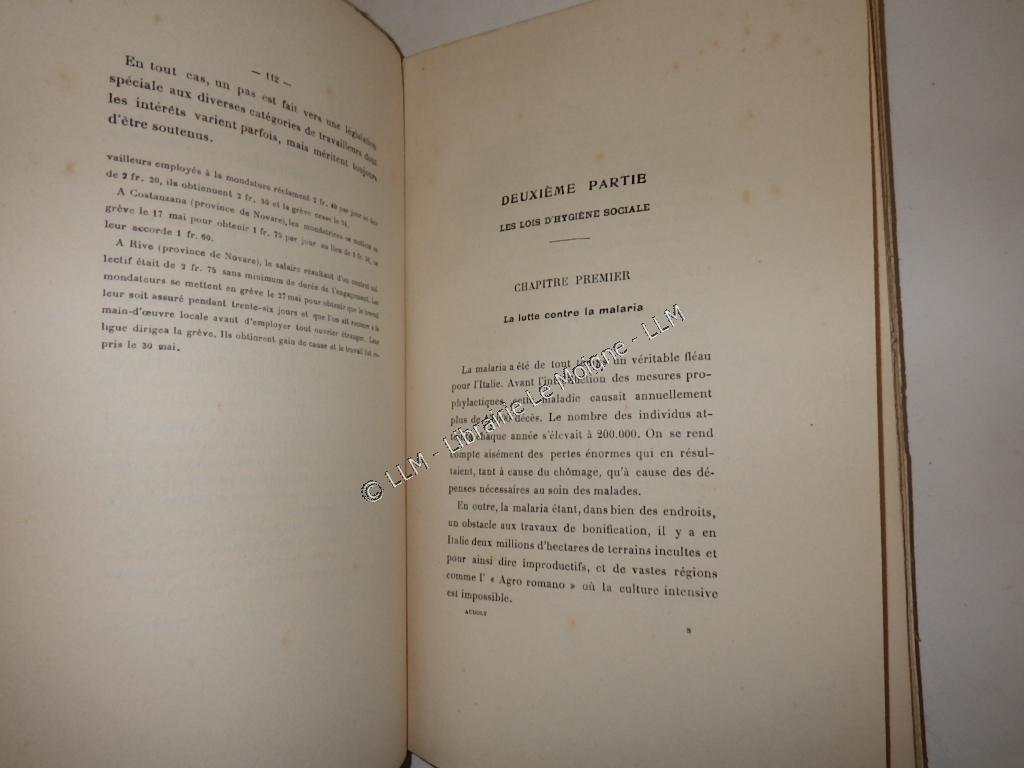 — 112 —
En tout cas, un pas est fait vers une législation
spéciale aux diverses catégories de travailleurs dont
les intérêts varient parfois, mais méritent toujours
d'être soutenus.
vailleurs employés à la mondature réclament 2 fr. 40 par jour au lieu
de 2 fr. 20, ils obtiennent 2 fr. 30 et la grève cesse le
A Costanzana (province de Novare), les mondatrices se mettent en
grève le 17 mai pour obtenir 1 fr. 75 par jour au lieu de 1 fr. 50, on
leur accorde 1 fr. 60.
A Rive (province de Novare), le salaire résultant d'un contrat col-
lectif était de 2 fr. 75 sans minimum de durée de l'engagement. Les
mondateurs se mettent en grève le 27 mai pour obtenir que le travail
leur soit assuré pendant trente-six jours et que l'on ait recours à la
main-d'œuvre locale avant d'employer tout ouvrier étranger. Leur
ligue dirigea la grève. Ils obtinrent gain de cause et le travail fut re-
pris le 30 mai.
DEUXIÈME PARTIE
LES LOIS D'HYGIÈNE SOCIALE
CHAPITRE PREMIER
La lutte contre la malaria
La malaria a été de tout temps un véritable fléau
pour l'Italie. Avant l'introduction des mesures pro-
phylactiques, cette maladie causait annuellement
plus de décès. Le nombre des individus at-
teints chaque année s'élevait à 200.000. On se rend
compte aisément des pertes énormes qui en résul-
taient, tant à cause du chômage, qu'à cause des dé-
penses nécessaires au soin des malades.
En outre, la malaria étant, dans bien des endroits,
un obstacle aux travaux de bonification, il y a en
Italie deux millions d'hectares de terrains incultes et
pour ainsi dire improductifs, et de vastes régions
comme l' « Agro romano » où la culture intensive
est impossible.
AUDOLY
8
© LLM - Librairie Le Moigne - LLM